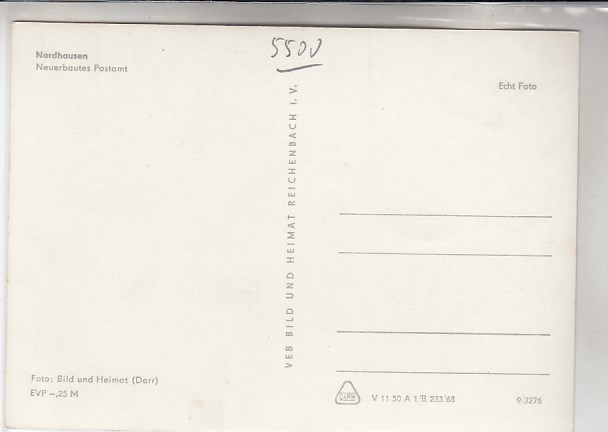 5500
Nordhausen
Neuerbautes Postamt
Echt Foto
VEB BILD UND HEIMAT REICHENBACH I. V.
Foto: Bild und Heimat (Darr)
EVP –,25 M
V 11 50 A 1/B 233/68
9/3276